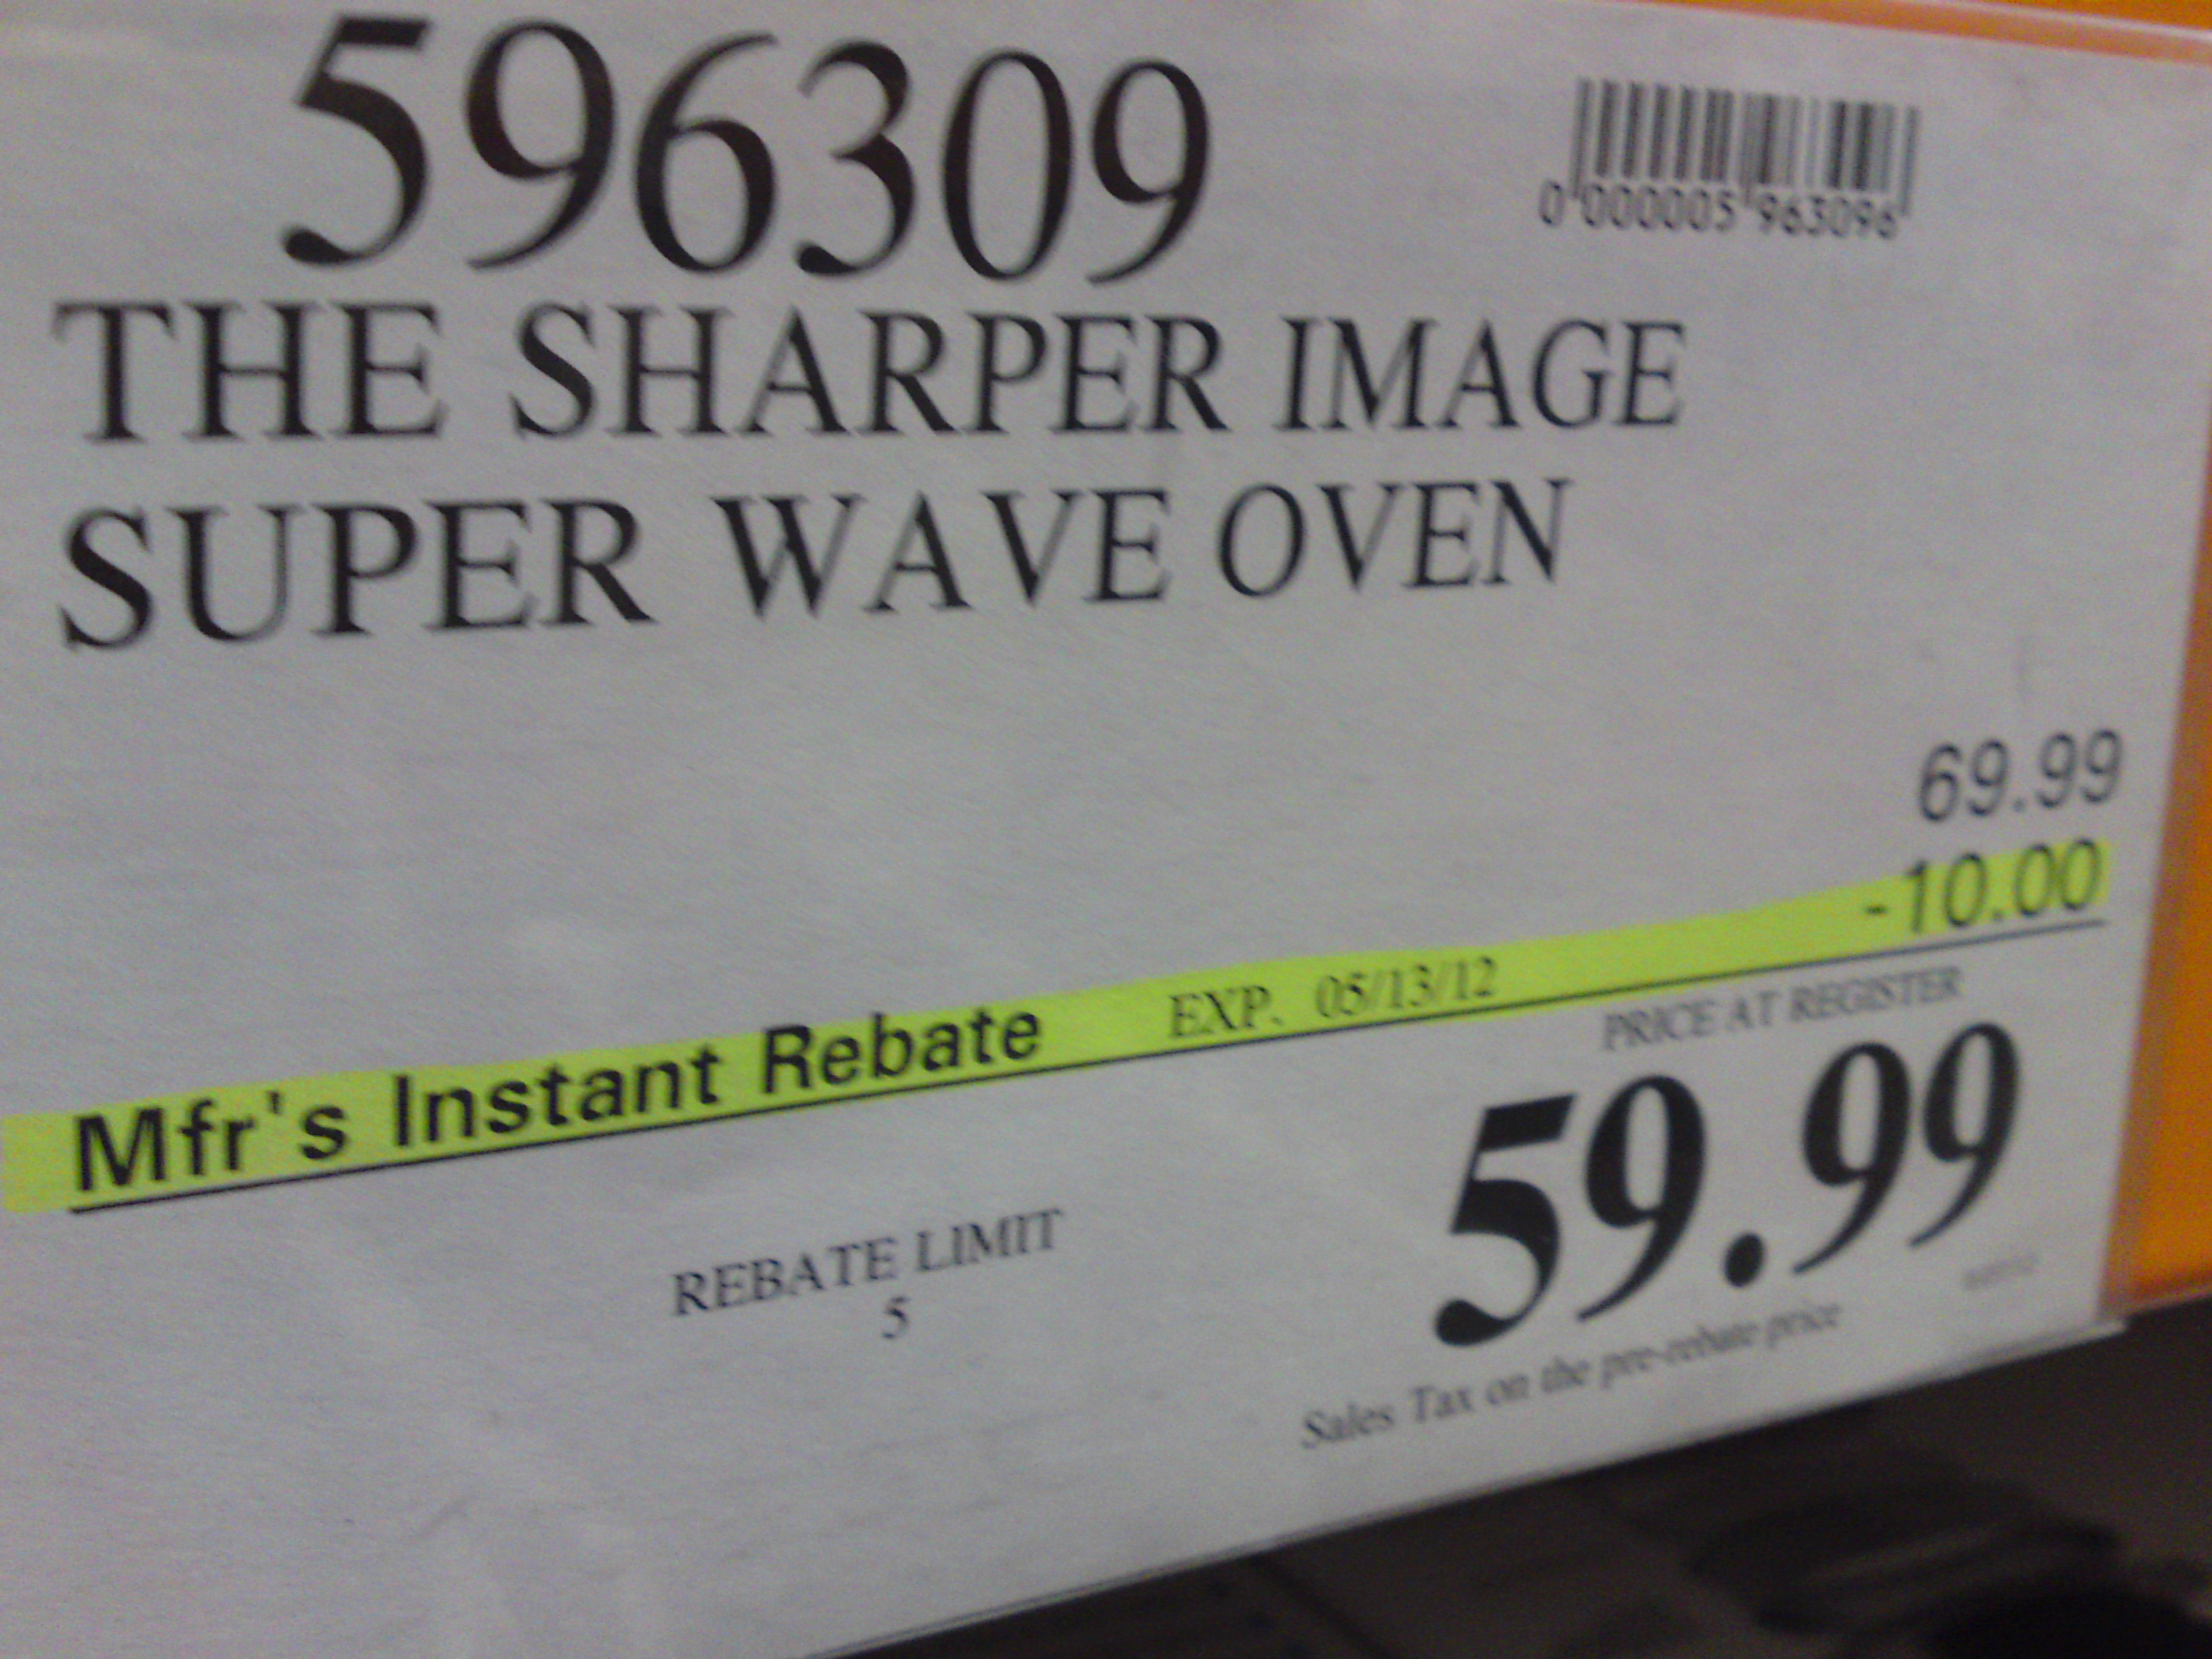 596309
0 000005 963096
THE SHARPER IMAGE
SUPER WAVE OVEN
69.99
Mfr's Instant Rebate EXP. 05/13/12 -10.00
PRICE AT REGISTER
59.99
REBATE LIMIT
5
Sales Tax on the pre-rebate price